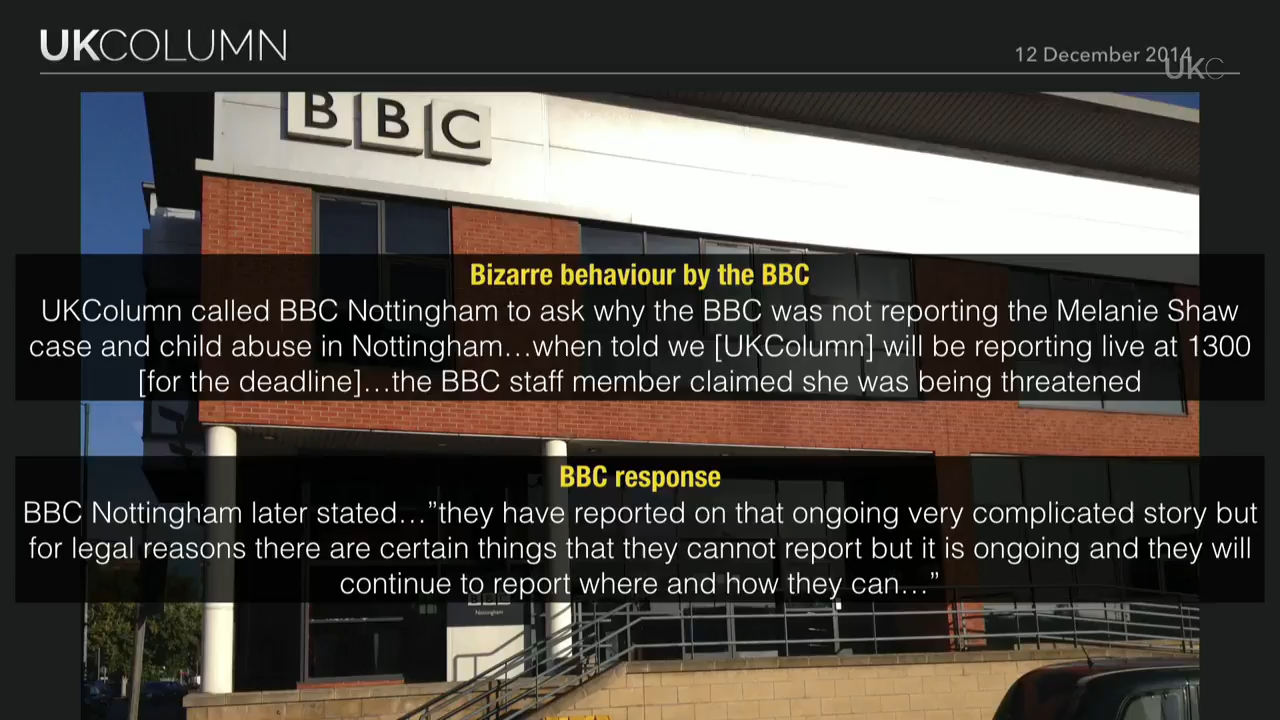 UKCOLUMN
12 December 2014
UKC
BBC
Bizarre behaviour by the BBC
UKColumn called BBC Nottingham to ask why the BBC was not reporting the Melanie Shaw
case and child abuse in Nottingham…when told we [UKColumn] will be reporting live at 1300
[for the deadline]…the BBC staff member claimed she was being threatened
BBC response
BBC Nottingham later stated…”they have reported on that ongoing very complicated story but
for legal reasons there are certain things that they cannot report but it is ongoing and they will
continue to report where and how they can…”
BBC
Nottingham